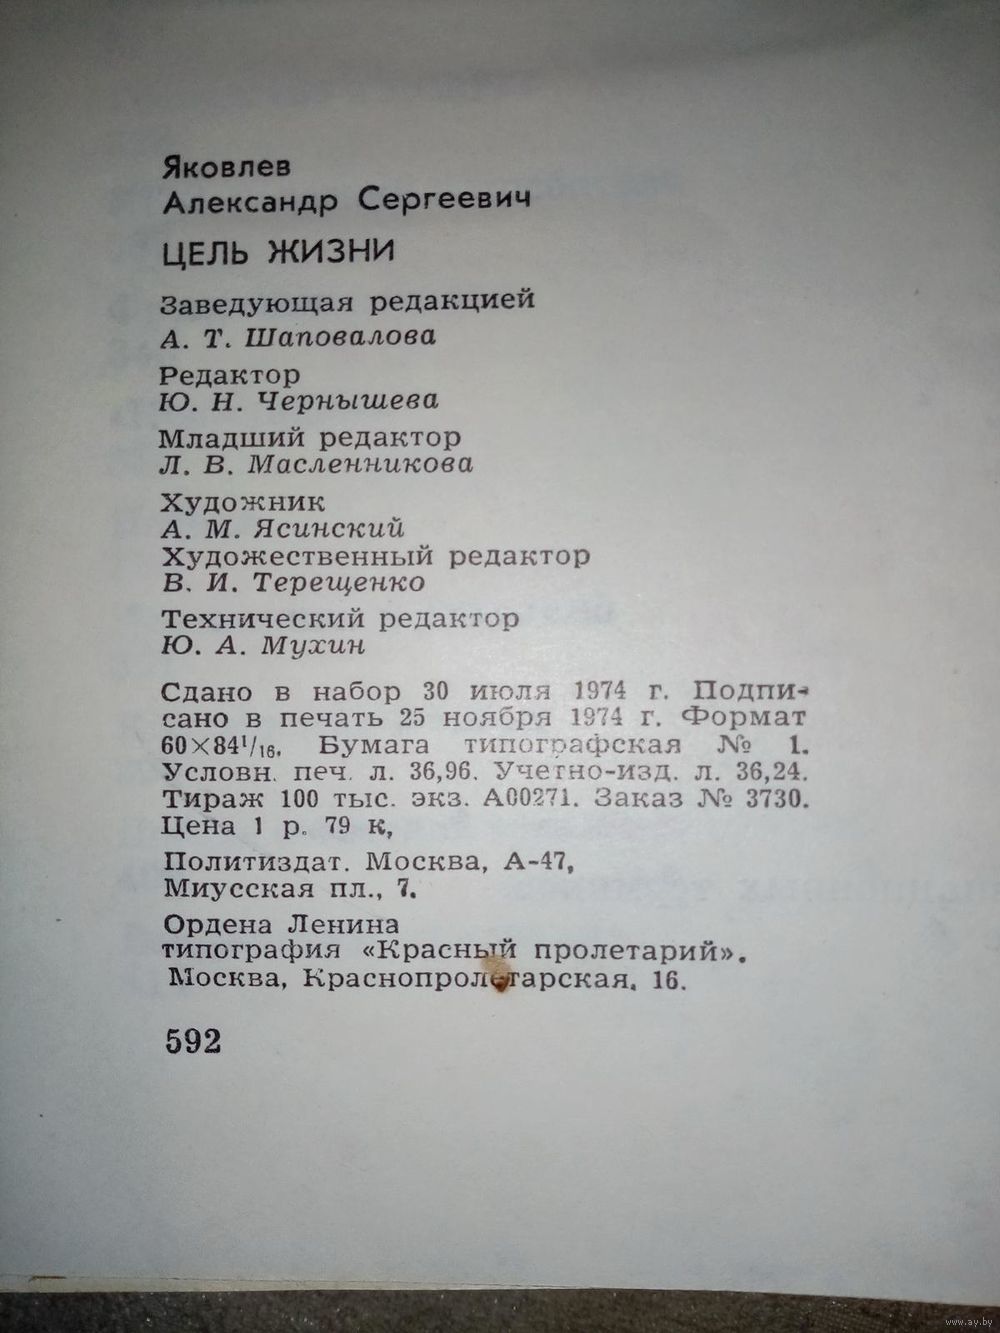 Яковлев
Александр Сергеевич
ЦЕЛЬ ЖИЗНИ
Заведующая редакцией
А. Т. Шаповалова
Редактор
Ю. Н. Чернышева
Младший редактор
Л. В. Масленникова
Художник
А. М. Ясинский
Художественный редактор
В. И. Терещенко
Технический редактор
Ю. А. Мухин
Сдано в набор 30 июля 1974 г. Подпи-
сано в печать 25 ноября 1974 г. Формат
60×84¹/₁₆. Бумага типографская № 1.
Условн. печ. л. 36,96. Учетно-изд. л. 36,24.
Тираж 100 тыс. экз. А00271. Заказ № 3730.
Цена 1 р. 79 к,
Политиздат. Москва, А-47,
Миусская пл., 7.
Ордена Ленина
типография «Красный пролетарий».
Москва, Краснопролетарская, 16.
592
www.ay.by